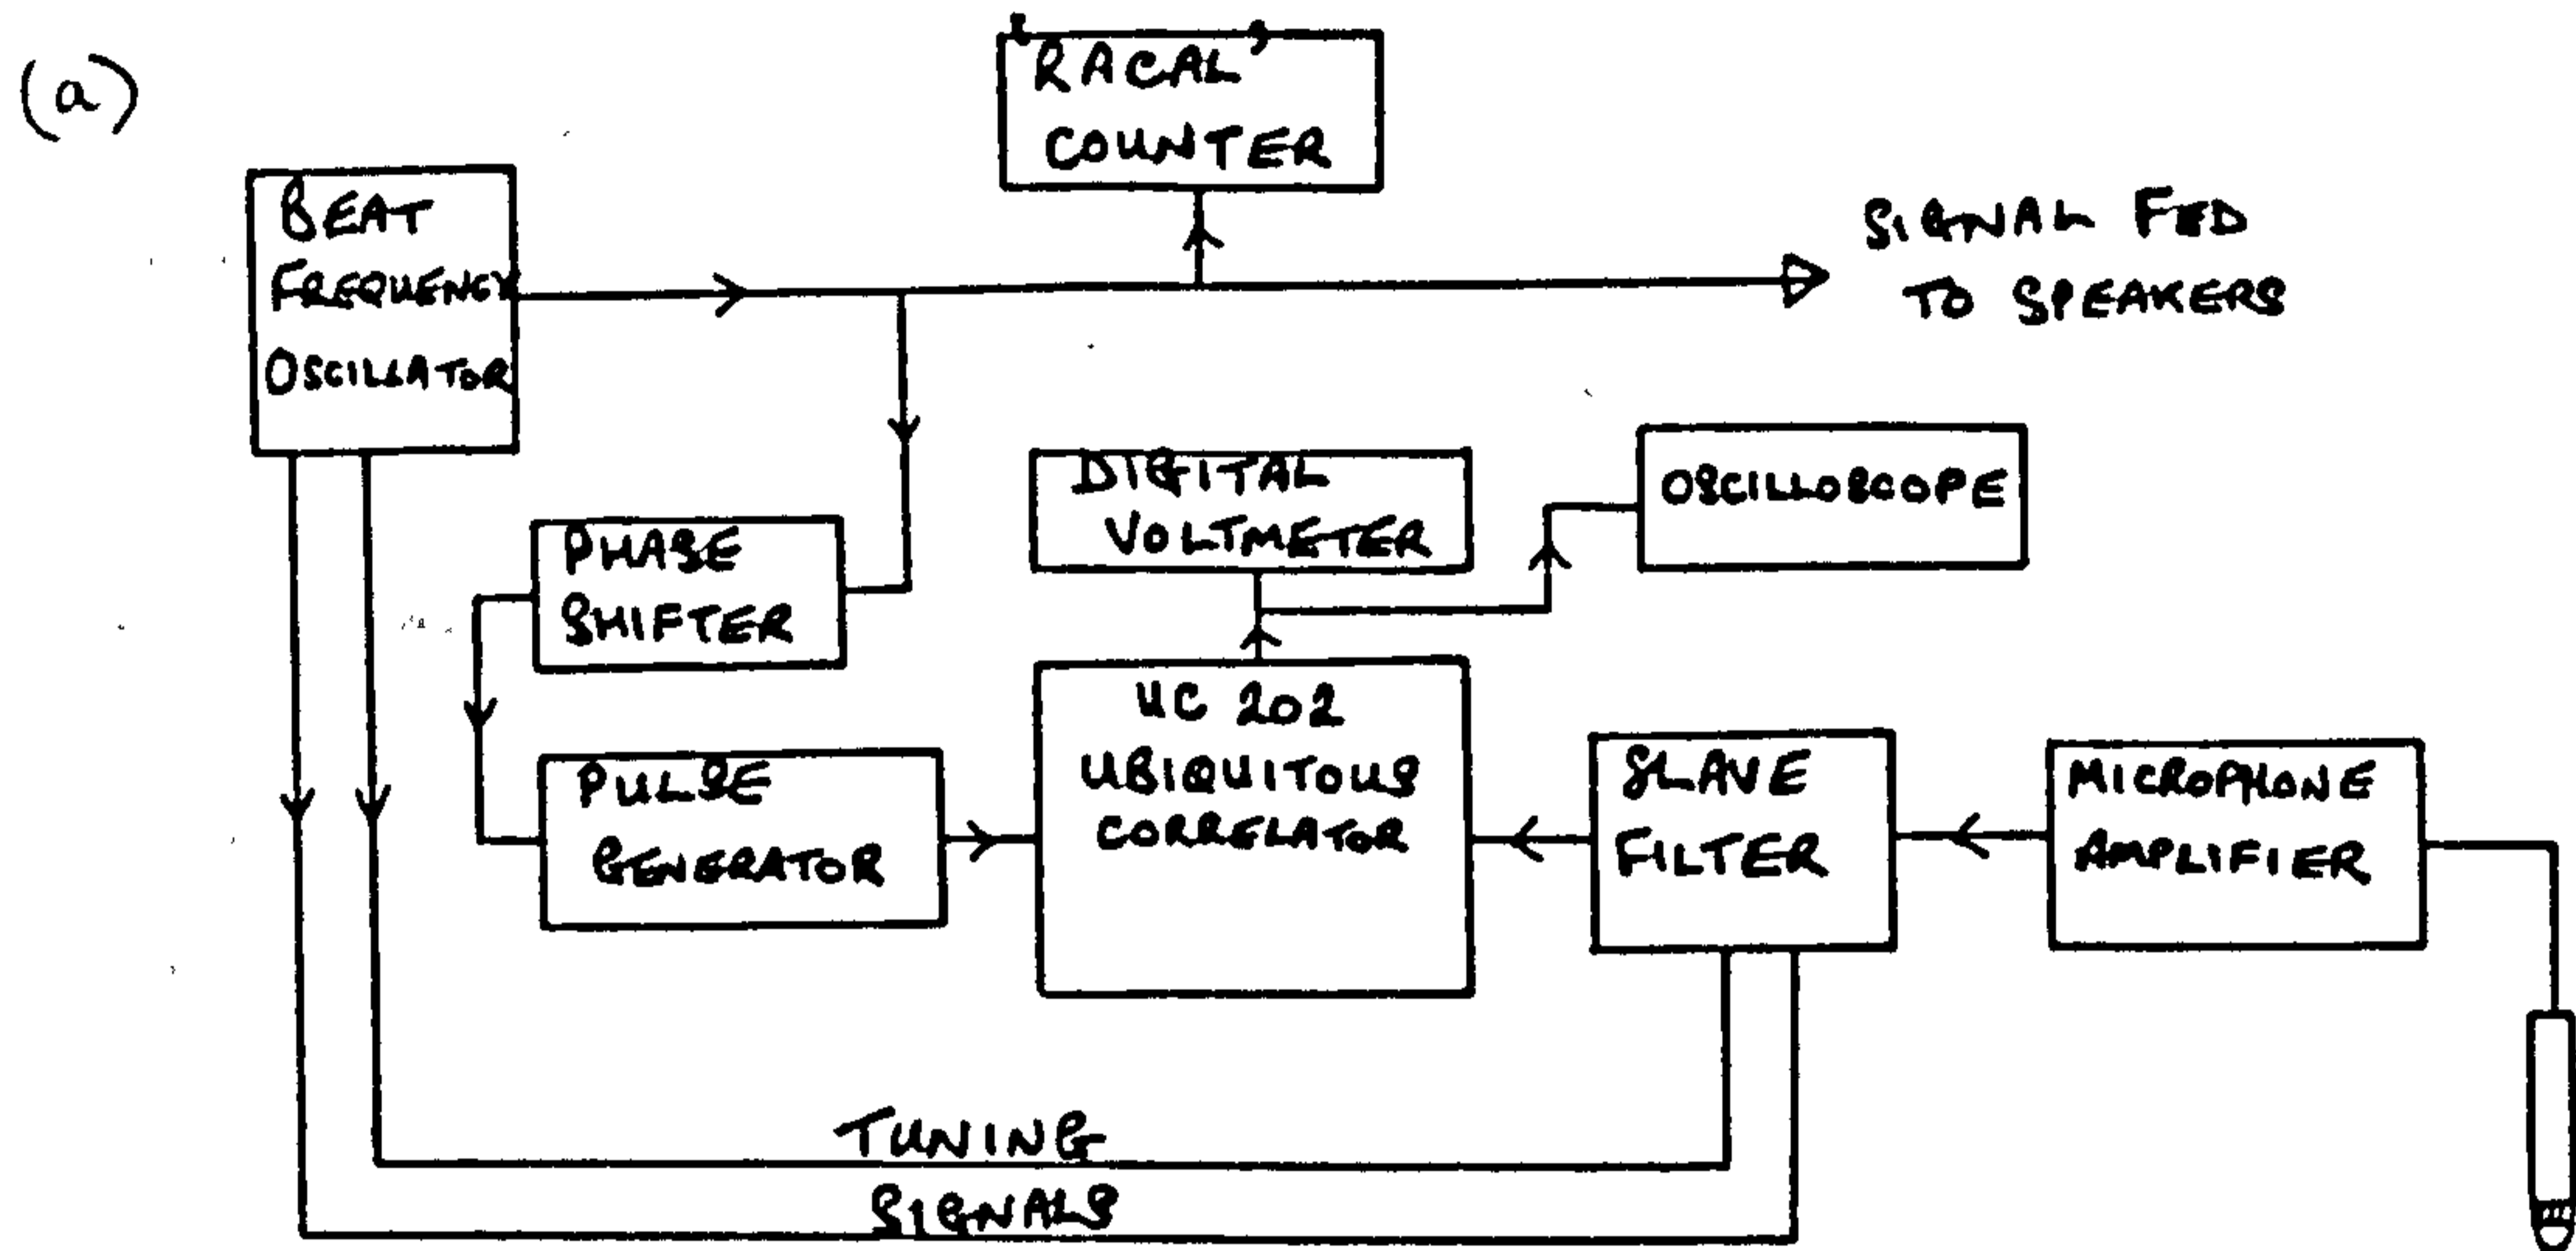 (a)
'RACAL'
COUNTER
BEAT
FREQUENCY
OSCILLATOR
SIGNAL FED
TO SPEAKERS
DIGITAL
VOLTMETER
OSCILLOSCOPE
PHASE
SHIFTER
UC 202
UBIQUITOUS
CORRELATOR
PULSE
GENERATOR
SLAVE
FILTER
MICROPHONE
AMPLIFIER
TUNING
SIGNALS